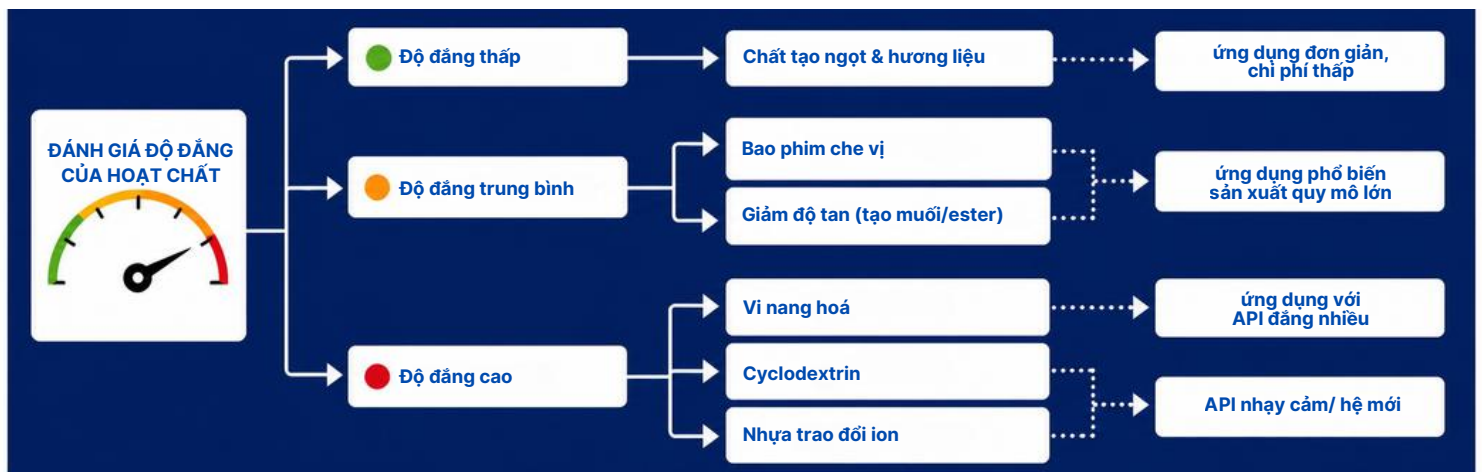 ĐÁNH GIÁ ĐỘ ĐẮNG
CỦA HOẠT CHẤT
Độ đắng thấp
Chất tạo ngọt & hương liệu
ứng dụng đơn giản,
chi phí thấp
Độ đắng trung bình
Bao phim che vị
Giảm độ tan (tạo muối/ester)
ứng dụng phổ biến
sản xuất quy mô lớn
Độ đắng cao
Vi nang hoá
ứng dụng với
API đắng nhiều
Cyclodextrin
Nhựa trao đổi ion
API nhạy cảm/ hệ mới